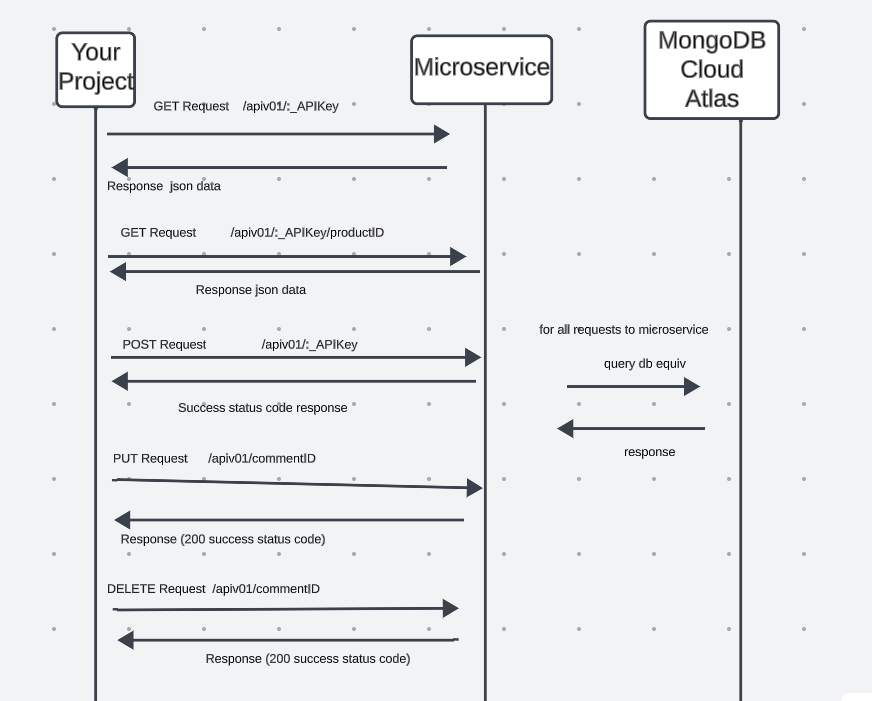 Your
Project
Microservice
MongoDB
Cloud
Atlas
GET Request /apiv01/:_APIKey
Response json data
GET Request /apiv01/:_APIKey/productID
Response json data
for all requests to microservice
POST Request /apiv01/:_APIKey
query db equiv
Success status code response
response
PUT Request /apiv01/commentID
Response (200 success status code)
DELETE Request /apiv01/commentID
Response (200 success status code)